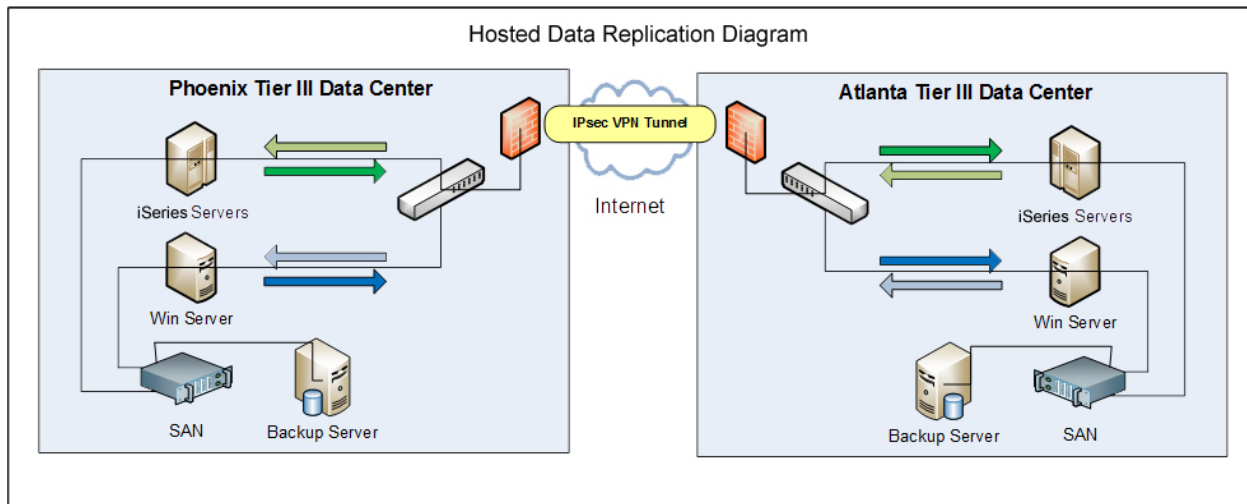 Hosted Data Replication Diagram
Phoenix Tier III Data Center
iSeries Servers
Win Server
SAN
Backup Server
IPsec VPN Tunnel
Internet
Atlanta Tier III Data Center
iSeries Servers
Win Server
Backup Server
SAN